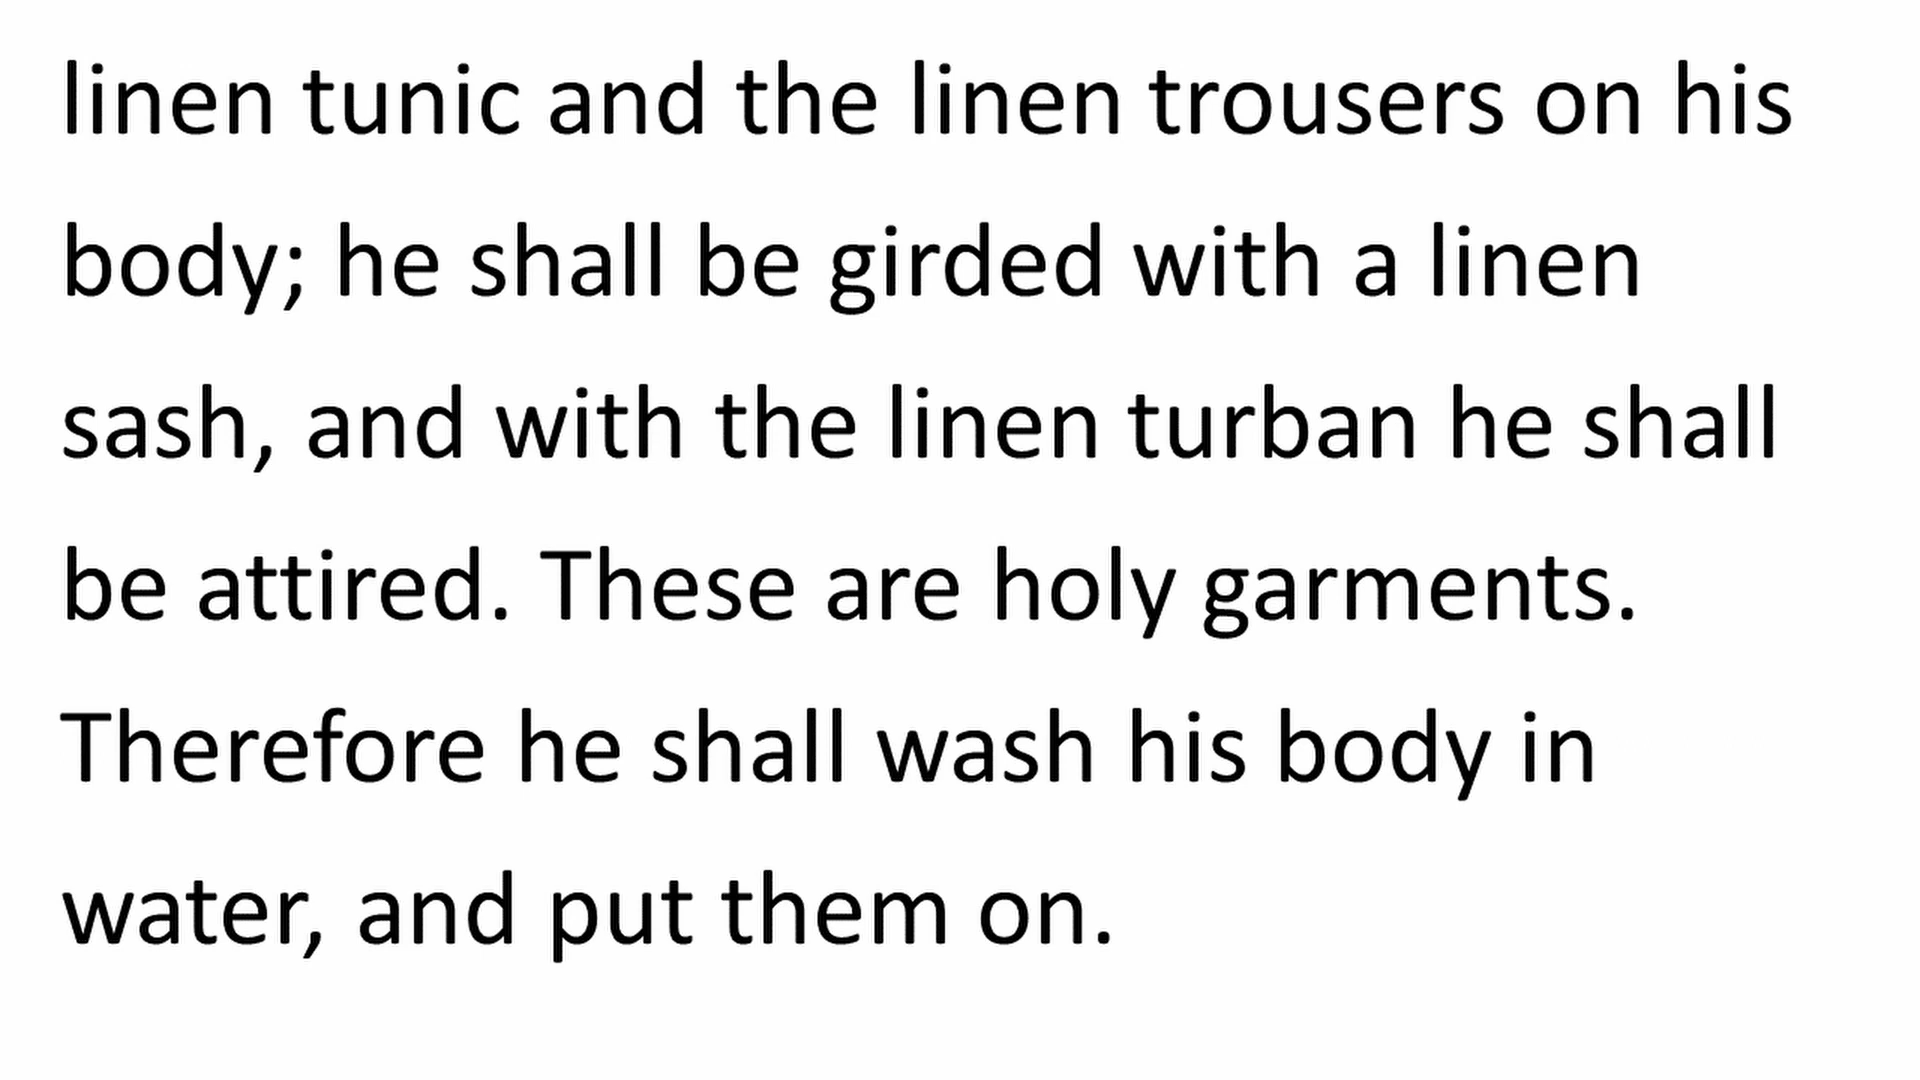 linen tunic and the linen trousers on his
body; he shall be girded with a linen
sash, and with the linen turban he shall
be attired. These are holy garments.
Therefore he shall wash his body in
water, and put them on.